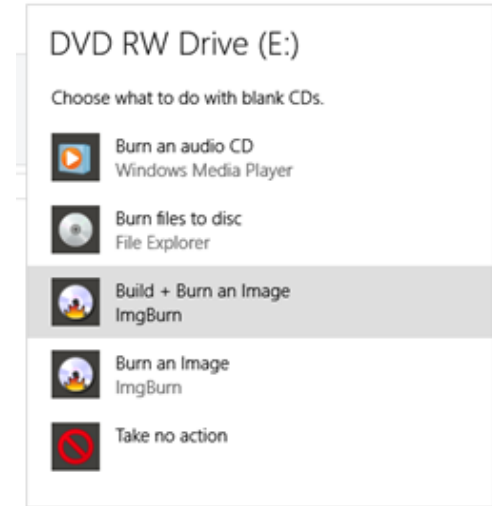 DVD RW Drive (E:)
Choose what to do with blank CDs.
Burn an audio CD
Windows Media Player
Burn files to disc
File Explorer
Build + Burn an Image
ImgBurn
Burn an Image
ImgBurn
Take no action